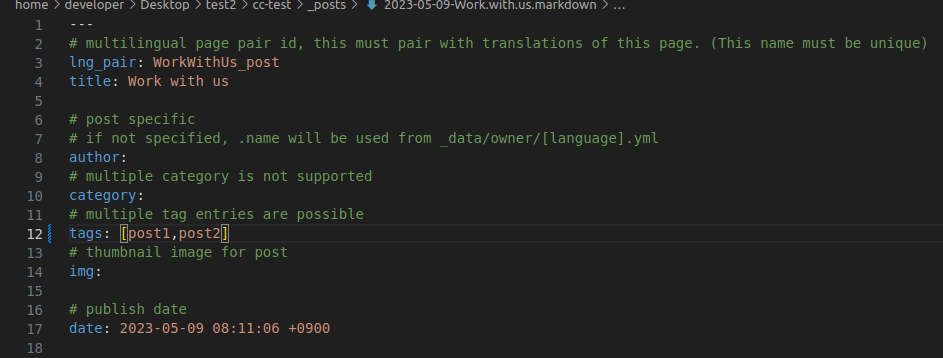 home > developer > Desktop > test2 > cc-test > _posts > 2023-05-09-Work.with.us.markdown > ...
1 ---
2 # multilingual page pair id, this must pair with translations of this page. (This name must be unique)
3 lng_pair: WorkWithUs_post
4 title: Work with us
5
6 # post specific
7 # if not specified, .name will be used from _data/owner/[language].yml
8 author:
9 # multiple category is not supported
10 category:
11 # multiple tag entries are possible
12 tags: [post1,post2]
13 # thumbnail image for post
14 img:
15
16 # publish date
17 date: 2023-05-09 08:11:06 +0900
18